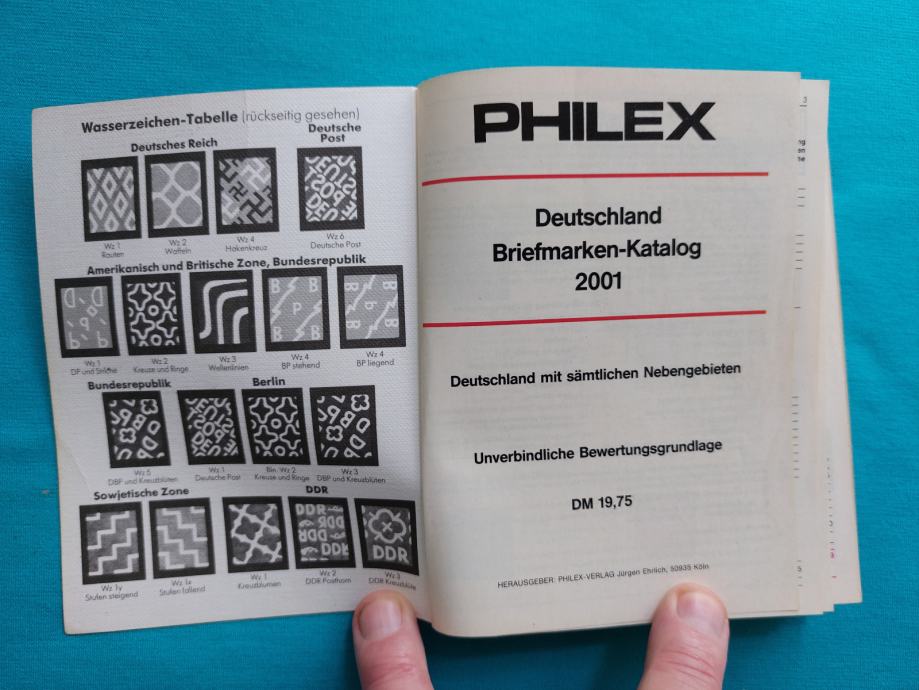 Wasserzeichen-Tabelle (rückseitig gesehen)
Deutsches Reich
Deutsche
Post
Wz 1
Rauten
Wz 2
Waffeln
Wz 4
Hakenkreuz
Wz 6
Deutsche Post
Amerikanisch und Britische Zone, Bundesrepublik
Wz 1
DP und Striche
Wz 2
Kreuze und Ringe
Wz 3
Wellenlinien
Wz 4
BP stehend
Wz 4
BP liegend
Bundesrepublik
Berlin
Wz 5
DBP und Kreuzblüten
Wz 1
Deutsche Post
Bln. Wz 2
Kreuze und Ringe
Wz 3
DBP und Kreuzblüten
Sowjetische Zone
DDR
Wz 1y
Stufen steigend
Wz 1x
Stufen fallend
Wz 1
Kreuzblumen
Wz 2
DDR Posthorn
Wz 3
DDR Kreuzblüte
PHILEX
Deutschland
Briefmarken-Katalog
2001
Deutschland mit sämtlichen Nebengebieten
Unverbindliche Bewertungsgrundlage
DM 19,75
HERAUSGEBER: PHILEX-VERLAG Jürgen Ehrlich, 50935 Köln